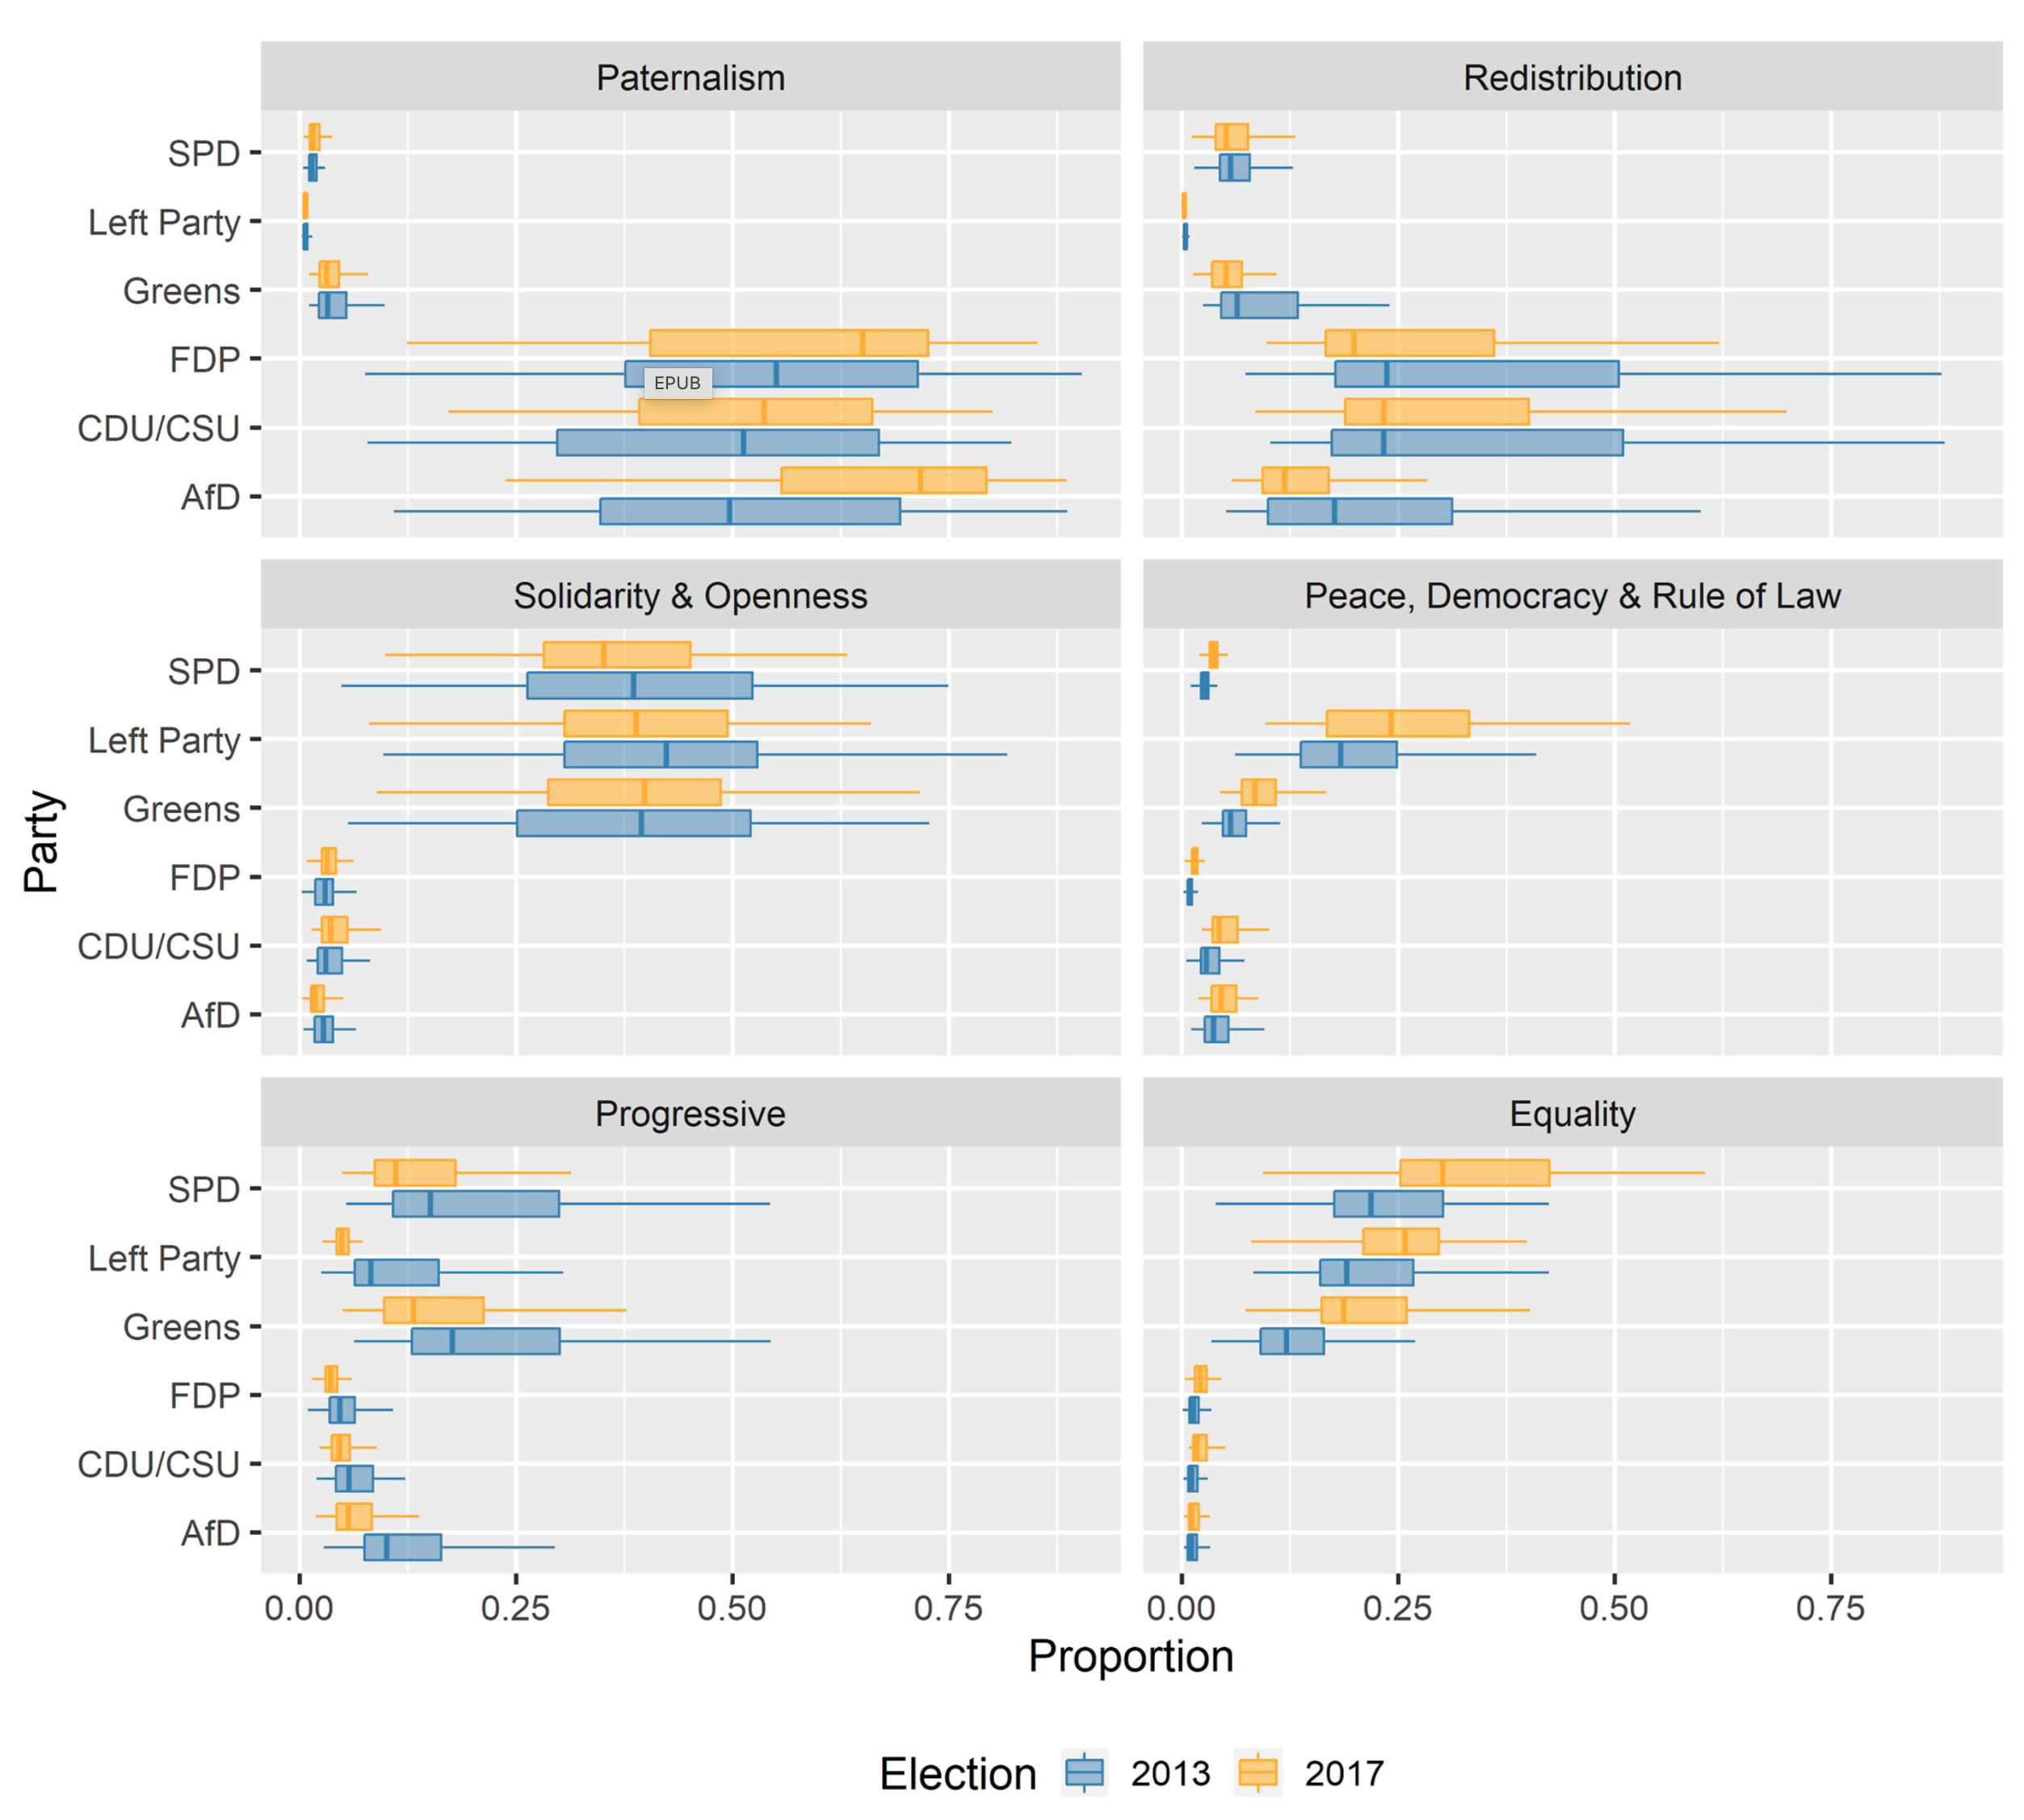 Paternalism
Redistribution
SPD
Left Party
Greens
FDP
EPUB
CDU/CSU
AfD
Solidarity & Openness
Peace, Democracy & Rule of Law
SPD
Left Party
Greens
FDP
CDU/CSU
AfD
Party
Progressive
Equality
SPD
Left Party
Greens
FDP
CDU/CSU
AfD
0.00 0.25 0.50 0.75
0.00 0.25 0.50 0.75
Proportion
Election 2013 2017